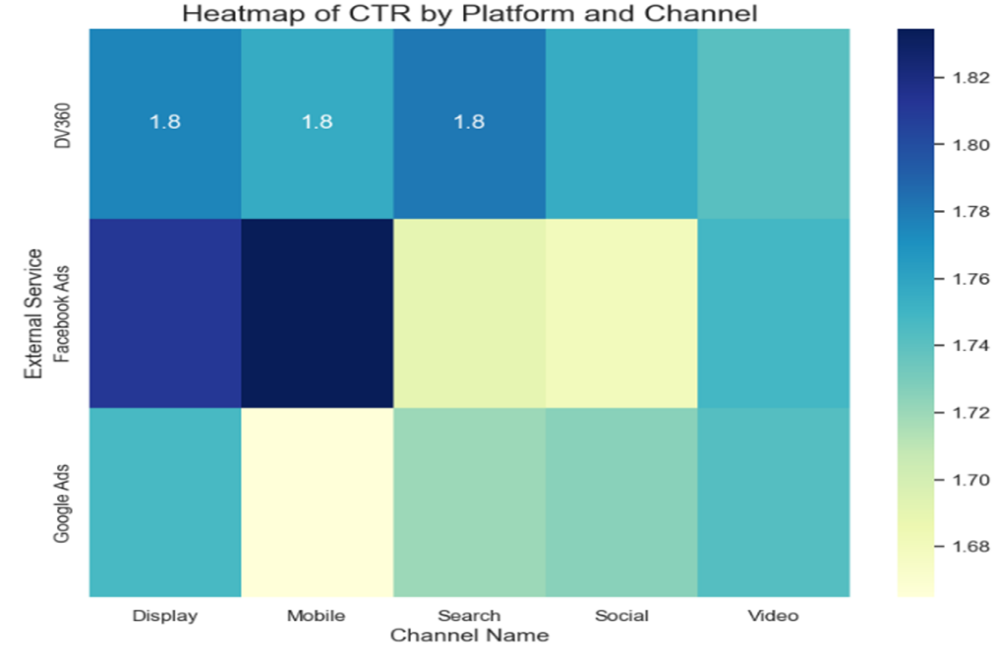 Heatmap of CTR by Platform and Channel
DV360
1.8 1.8 1.8
External Service
Facebook Ads
Google Ads
Display Mobile Search Social Video
Channel Name
1.82
1.80
1.78
1.76
1.74
1.72
1.70
1.68